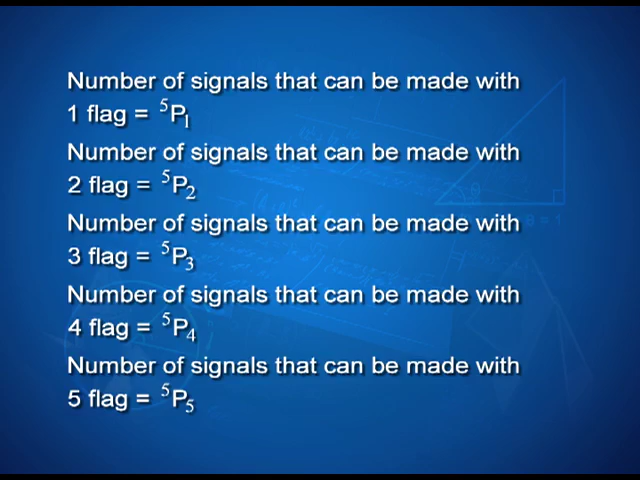 Number of signals that can be made with
1 flag = ⁵P₁
Number of signals that can be made with
2 flag = ⁵P₂
Number of signals that can be made with
3 flag = ⁵P₃
Number of signals that can be made with
4 flag = ⁵P₄
Number of signals that can be made with
5 flag = ⁵P₅